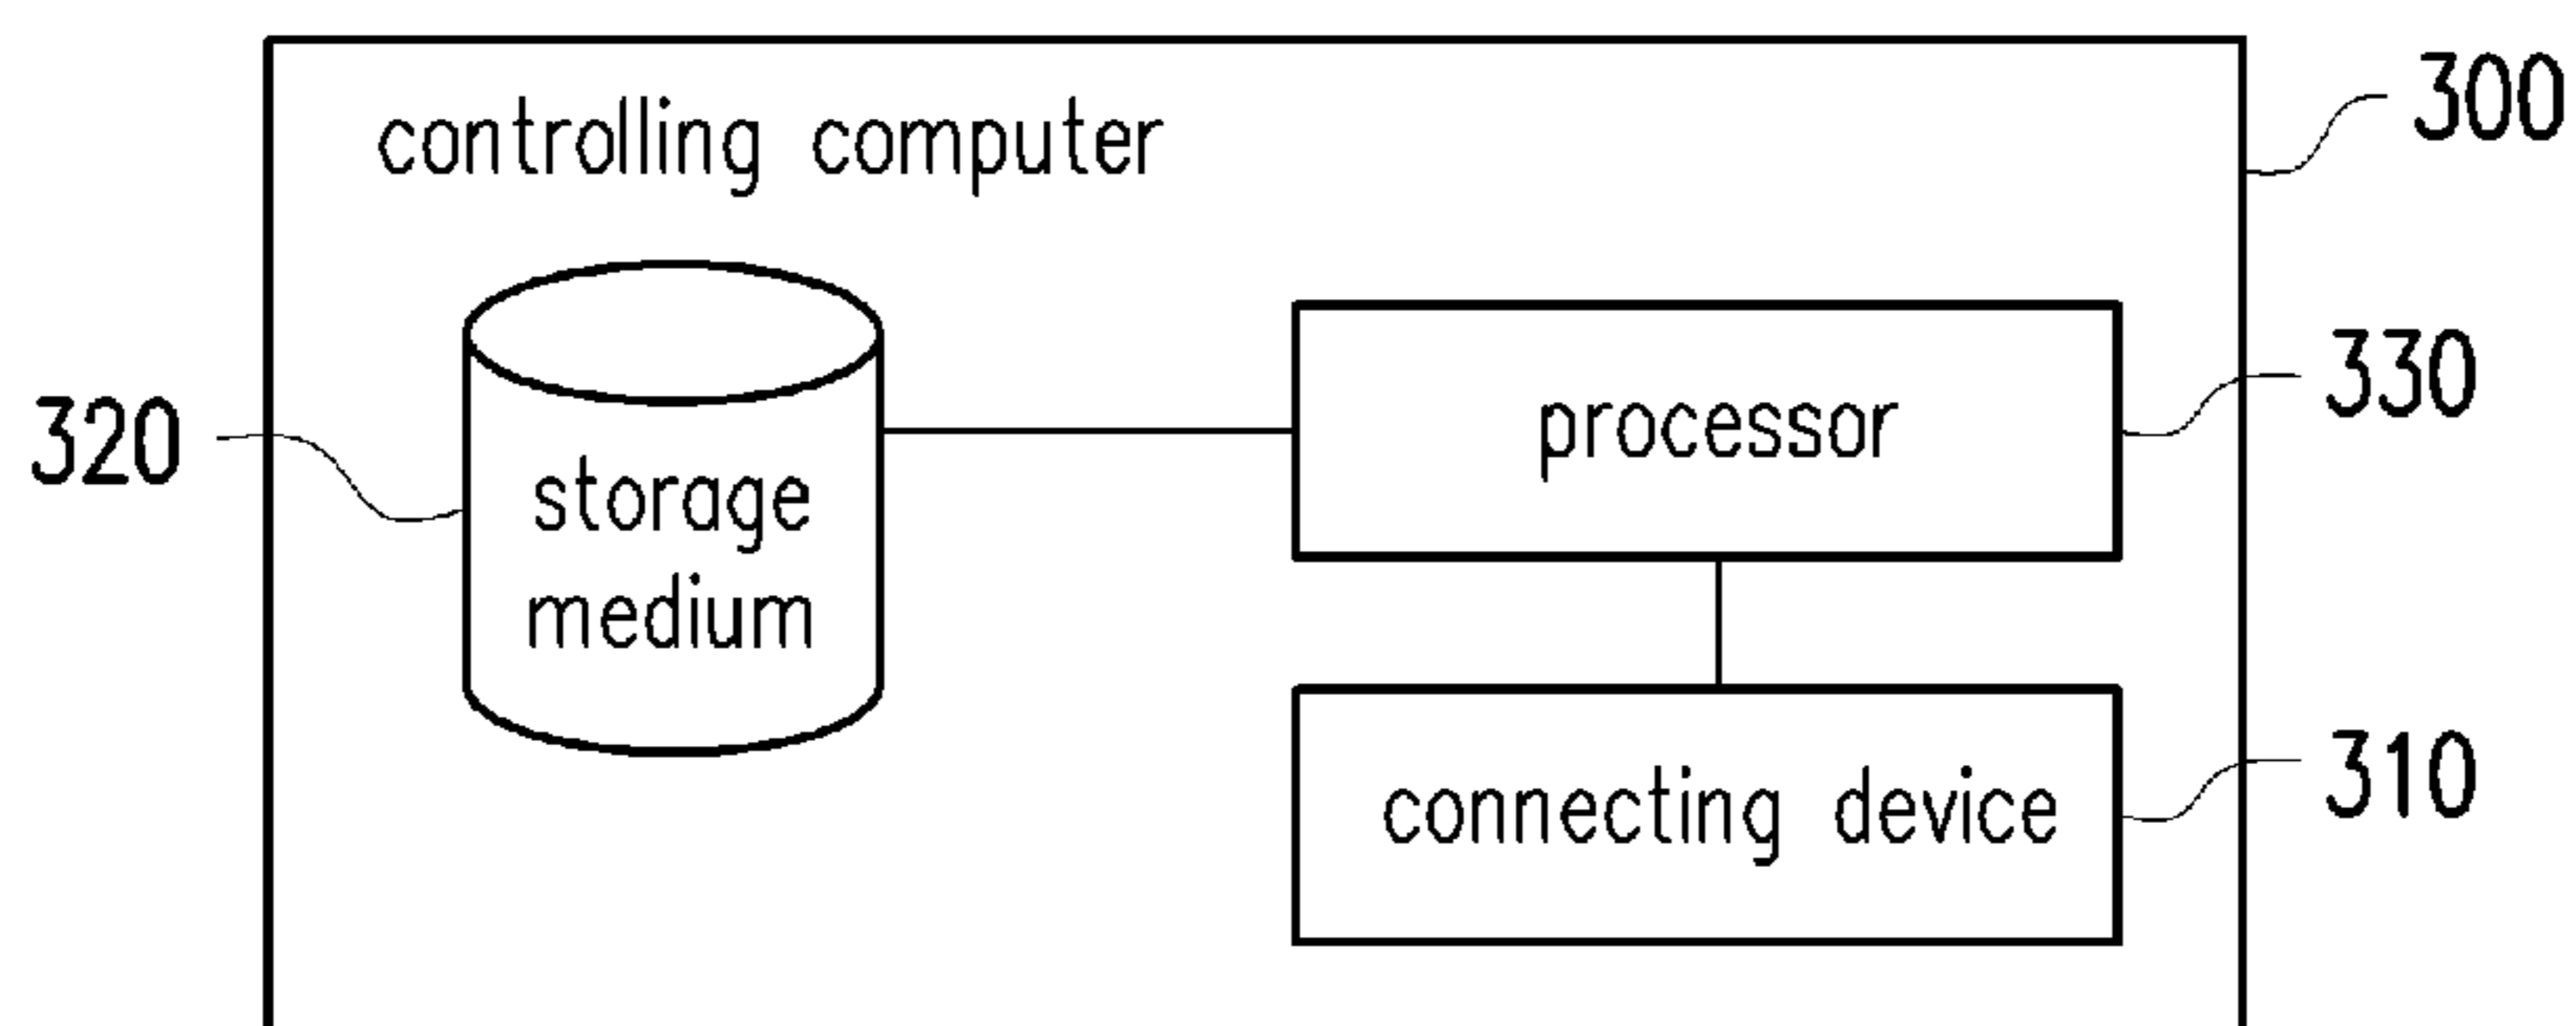 controlling computer
300
320
storage
medium
processor
330
connecting device
310